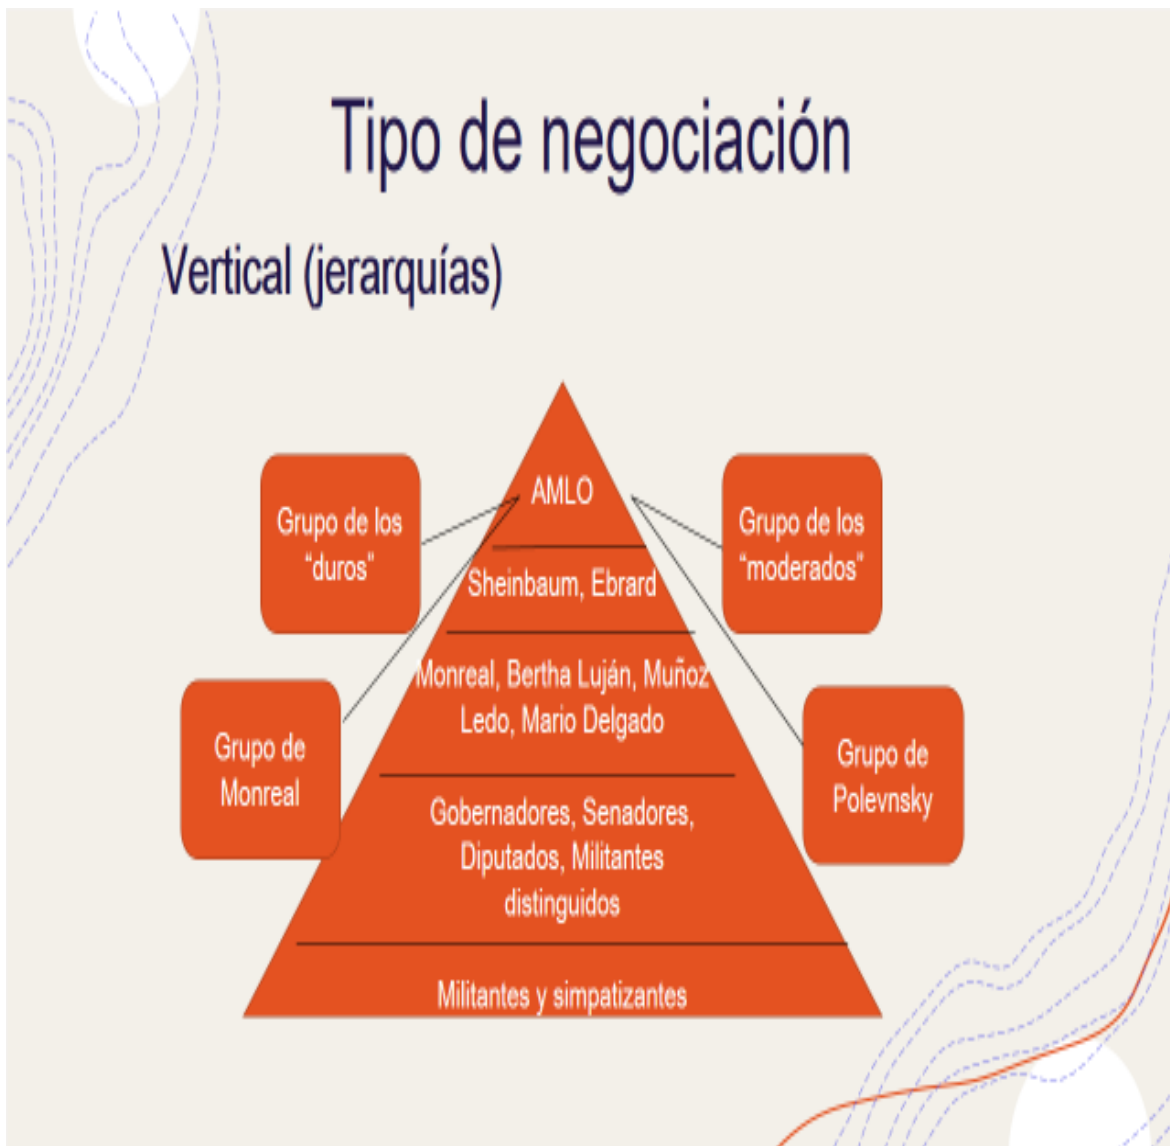 Tipo de negociación
Vertical (jerarquías)
AMLO
Grupo de los
“duros”
Grupo de los
“moderados”
Sheinbaum, Ebrard
Monreal, Bertha Luján, Muñoz
Ledo, Mario Delgado
Grupo de
Monreal
Grupo de
Polevnsky
Gobernadores, Senadores,
Diputados, Militantes
distinguidos
Militantes y simpatizantes